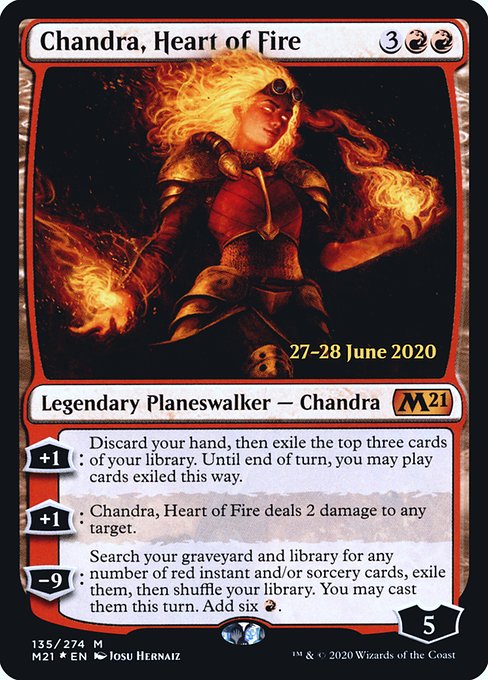 Chandra, Heart of Fire 3
27–28 June 2020
Legendary Planeswalker — Chandra M21
+1: Discard your hand, then exile the top three cards
of your library. Until end of turn, you may play
cards exiled this way.
+1: Chandra, Heart of Fire deals 2 damage to any
target.
−9: Search your graveyard and library for any
number of red instant and/or sorcery cards, exile
them, then shuffle your library. You may cast
them this turn. Add six .
5
135/274 M
M21 ★ EN Josu Hernaiz
™ & © 2020 Wizards of the Coast